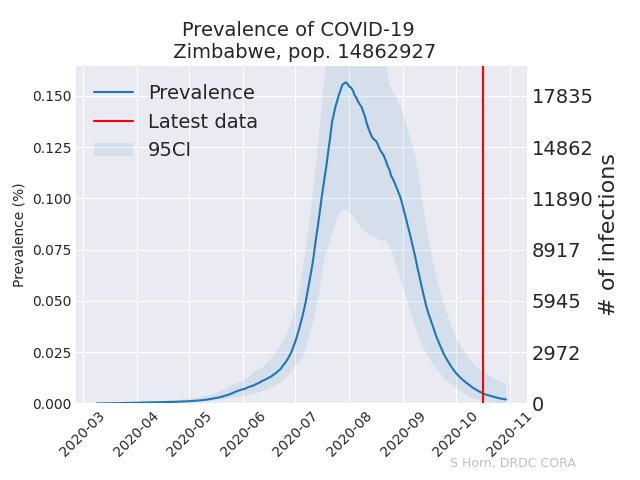 Prevalence of COVID-19
Zimbabwe, pop. 14862927
Prevalence
Latest data
95CI
Prevalence (%)
0.150
0.125
0.100
0.075
0.050
0.025
0.000
17835
14862
11890
8917
5945
2972
0
# of infections
2020-03
2020-04
2020-05
2020-06
2020-07
2020-08
2020-09
2020-10
2020-11
S Horn, DRDC CORA